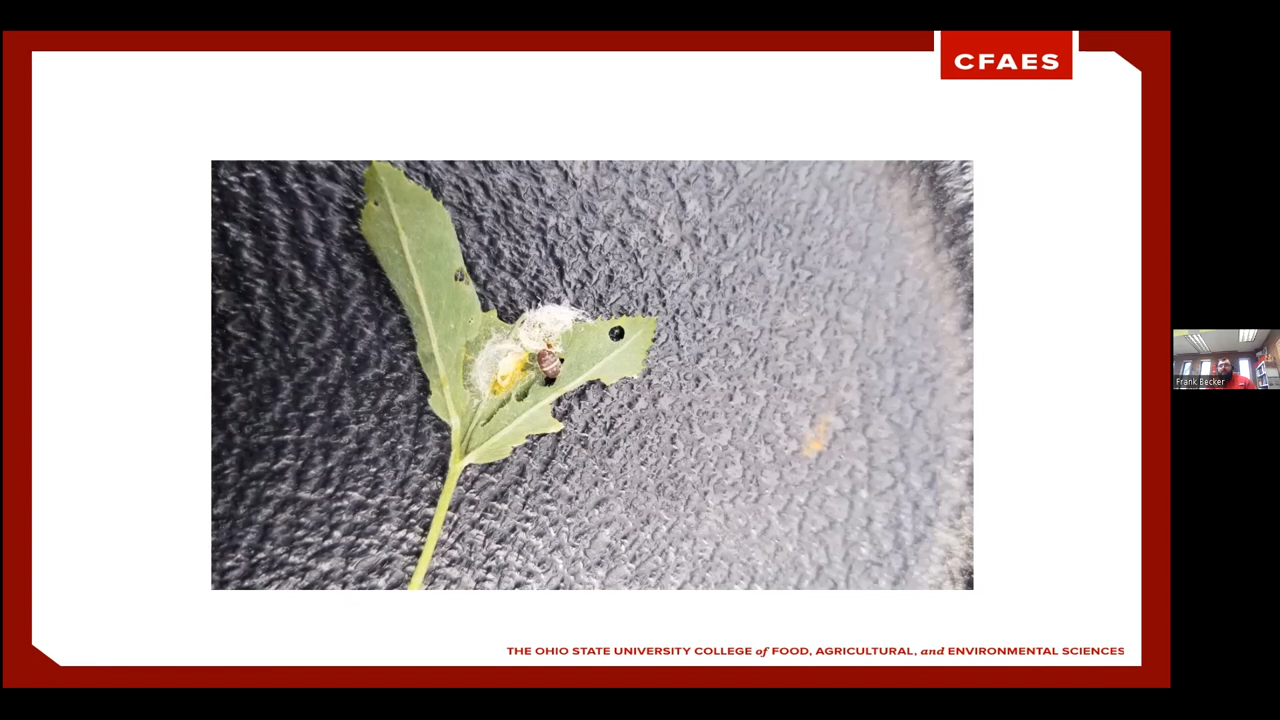 CFAES
Frank Becker
THE OHIO STATE UNIVERSITY COLLEGE of FOOD, AGRICULTURAL, and ENVIRONMENTAL SCIENCES